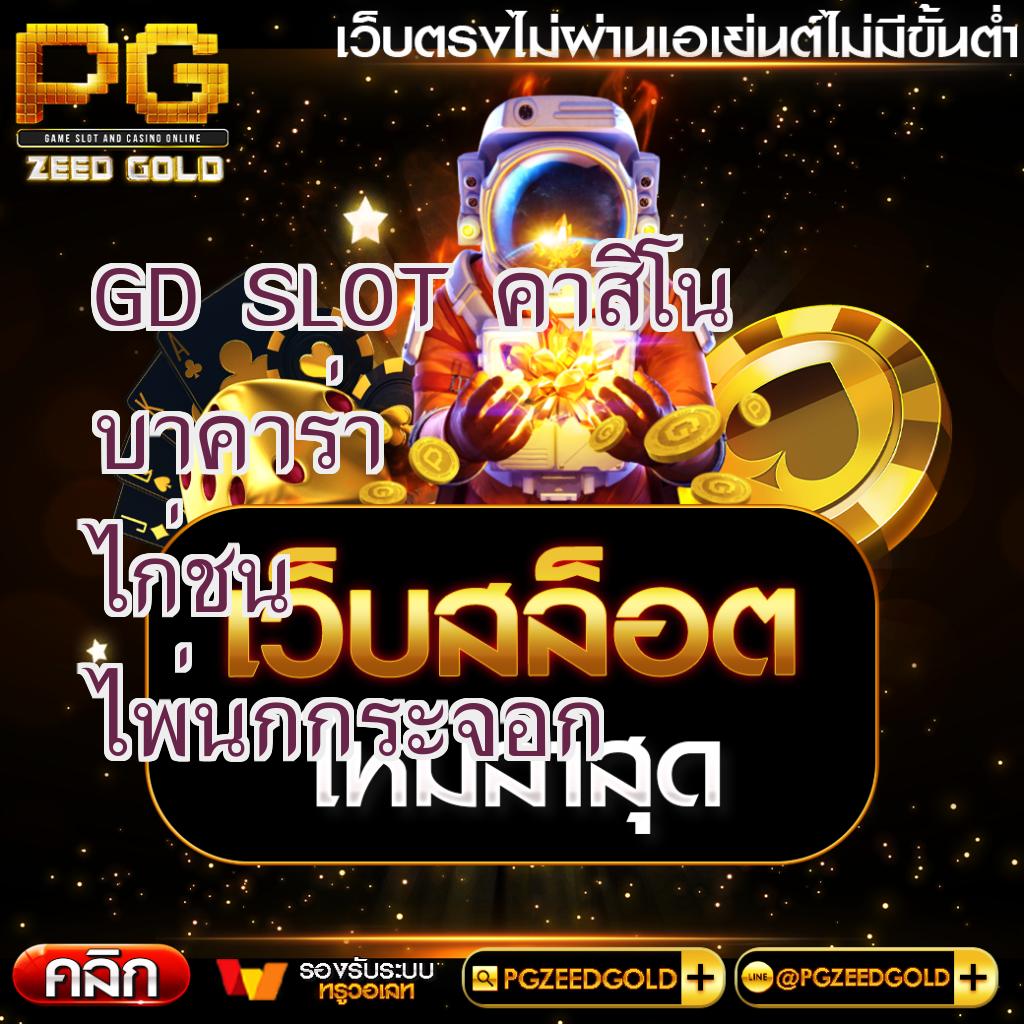 เว็บตรงไม่ผ่านเอเย่นต์ไม่มีขั้นต่ำ
PG
GAME SLOT AND CASINO ONLINE
ZEED GOLD
GD SLOT คาสิโน
บาคาร่า
ไก่ชน
เว็บสล็อต
ไพ่นกกระจอก
ใหม่ล่าสุด
คลิก
รองรับระบบ
ทรูวอเลท
PGZEEDGOLD
LINE @PGZEEDGOLD